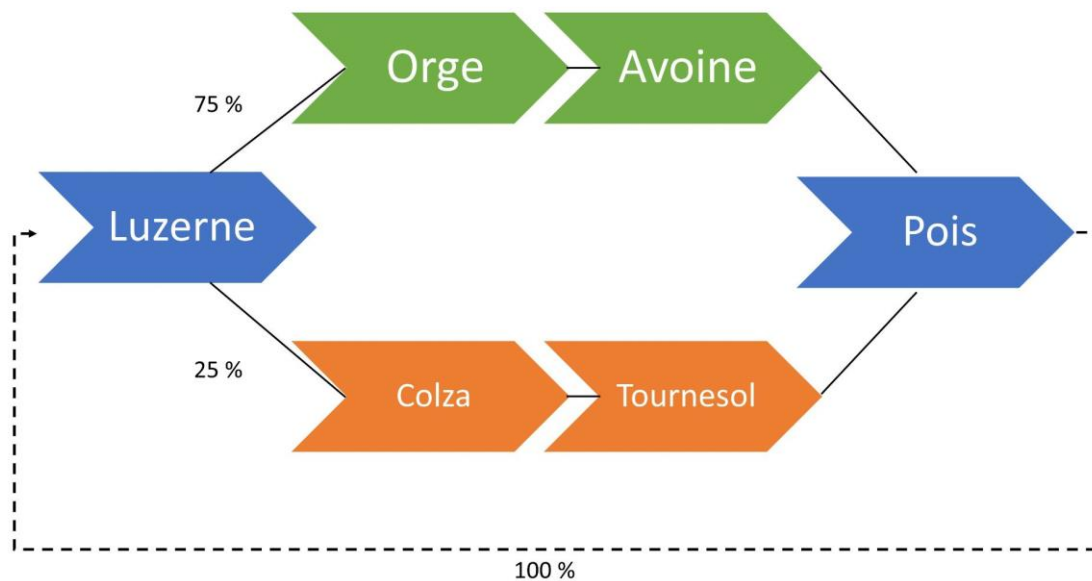 Orge
Avoine
75 %
Luzerne
Pois
25 %
Colza
Tournesol
100 %